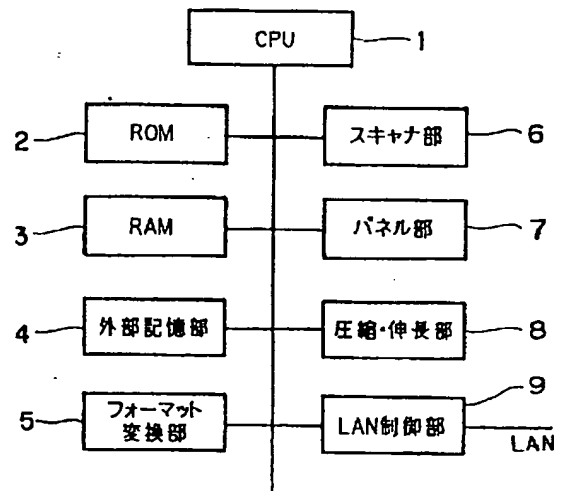 CPU
1
2
ROM
スキャナ部
6
3
RAM
パネル部
7
4
外部記憶部
圧縮・伸長部
8
5
フォーマット
変換部
LAN制御部
9
LAN